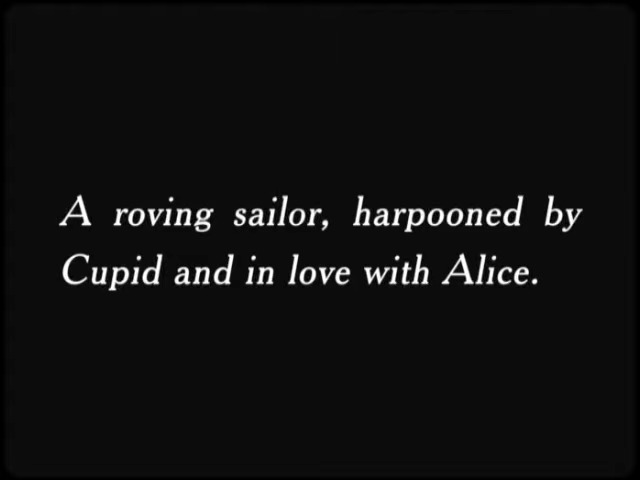 A roving sailor, harpooned by
Cupid and in love with Alice.